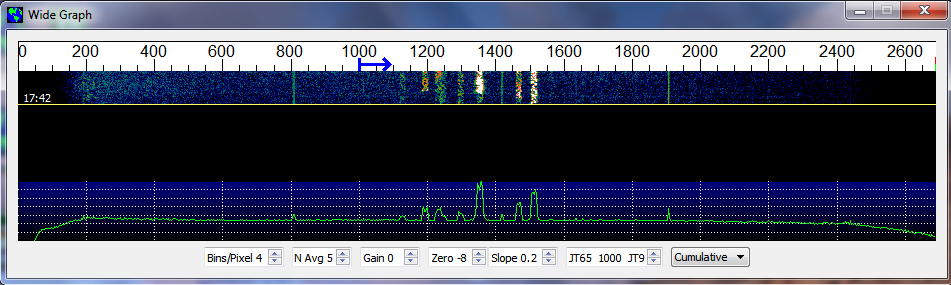 Wide Graph
0 200 400 600 800 1000 1200 1400 1600 1800 2000 2200 2400 2600
17:42
Bins/Pixel 4 N Avg 5 Gain 0 Zero -8 Slope 0.2 JT65 1000 JT9 Cumulative